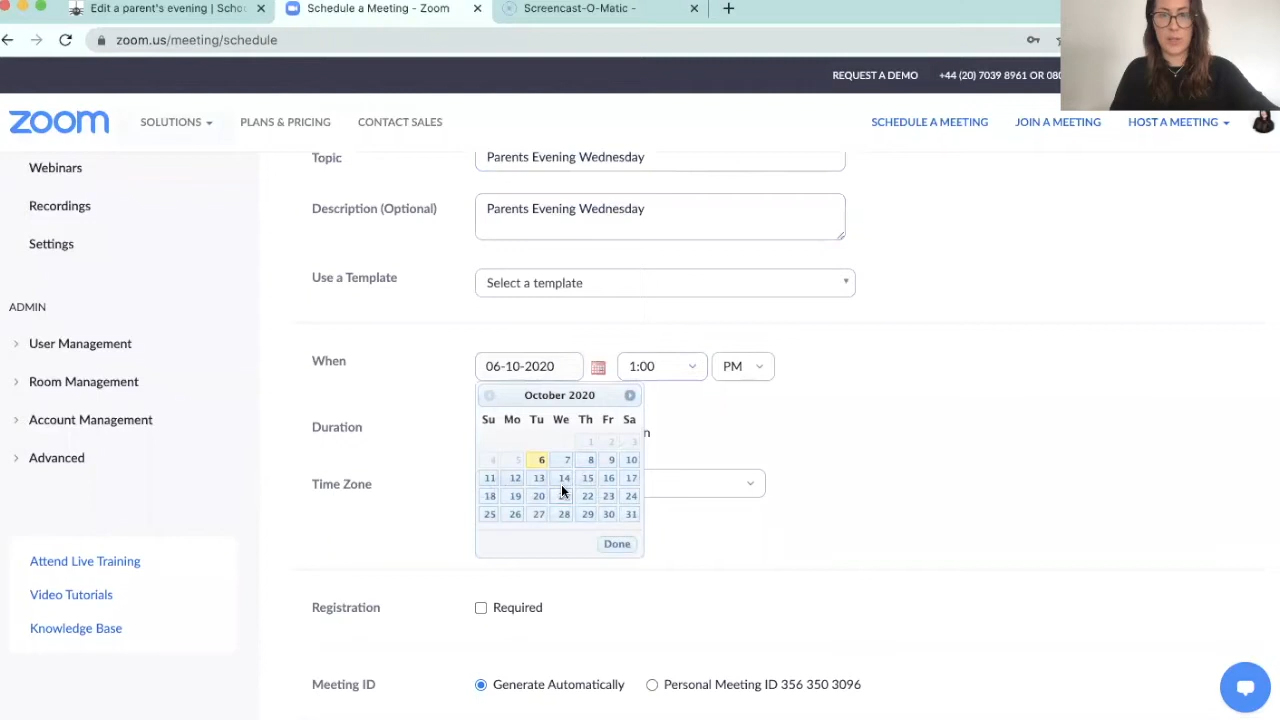 Edit a parent's evening | Scho
Schedule a Meeting - Zoom
Screencast-O-Matic -
zoom.us/meeting/schedule
REQUEST A DEMO
+44 (20) 7039 8961 OR 080
zoom
SOLUTIONS
PLANS & PRICING
CONTACT SALES
SCHEDULE A MEETING
JOIN A MEETING
HOST A MEETING
Webinars
Recordings
Settings
ADMIN
User Management
Room Management
Account Management
Advanced
Attend Live Training
Video Tutorials
Knowledge Base
Topic
Parents Evening Wednesday
Description (Optional)
Parents Evening Wednesday
Use a Template
Select a template
When
06-10-2020
1:00
PM
October 2020
Su Mo Tu We Th Fr Sa
1 2 3
4 5 6 7 8 9 10
11 12 13 14 15 16 17
18 19 20 22 23 24
25 26 27 28 29 30 31
Done
Duration
n
Time Zone
Registration
Required
Meeting ID
Generate Automatically
Personal Meeting ID 356 350 3096